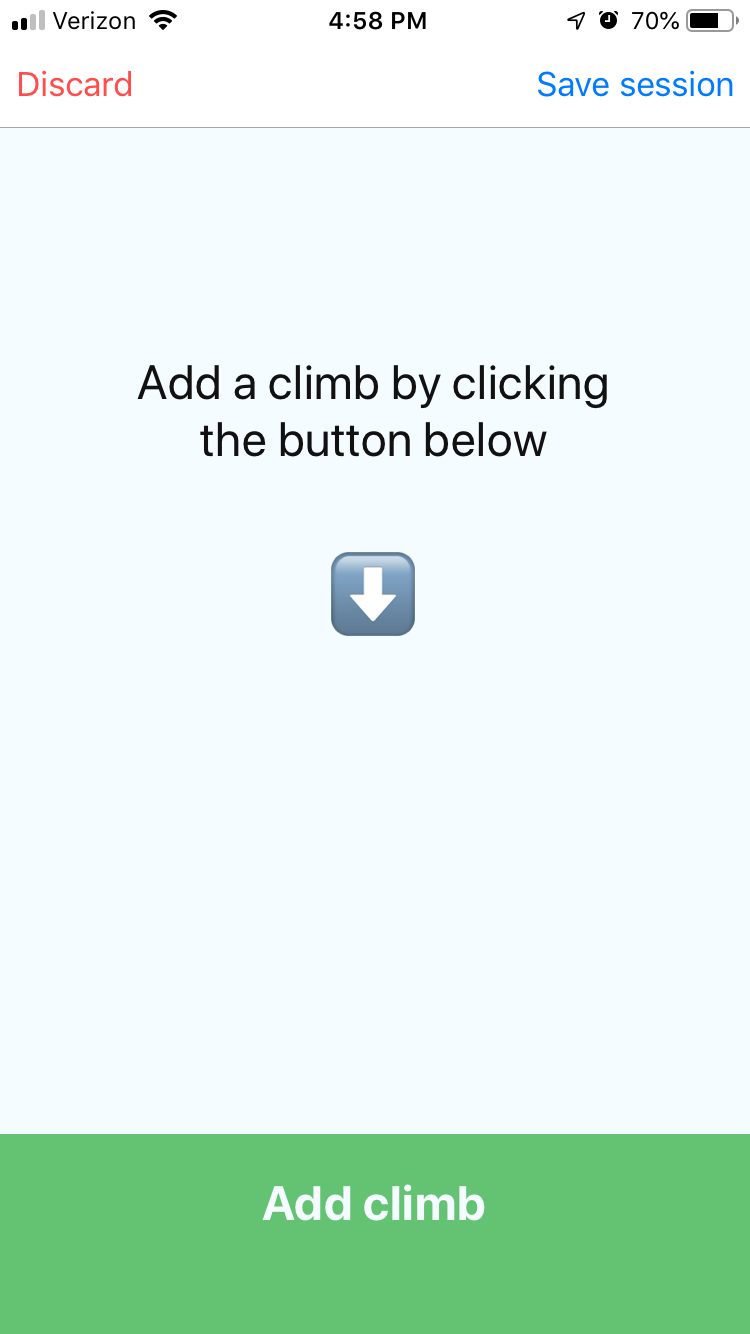 Verizon 4:58 PM 70%
Discard Save session
Add a climb by clicking
the button below
Add climb